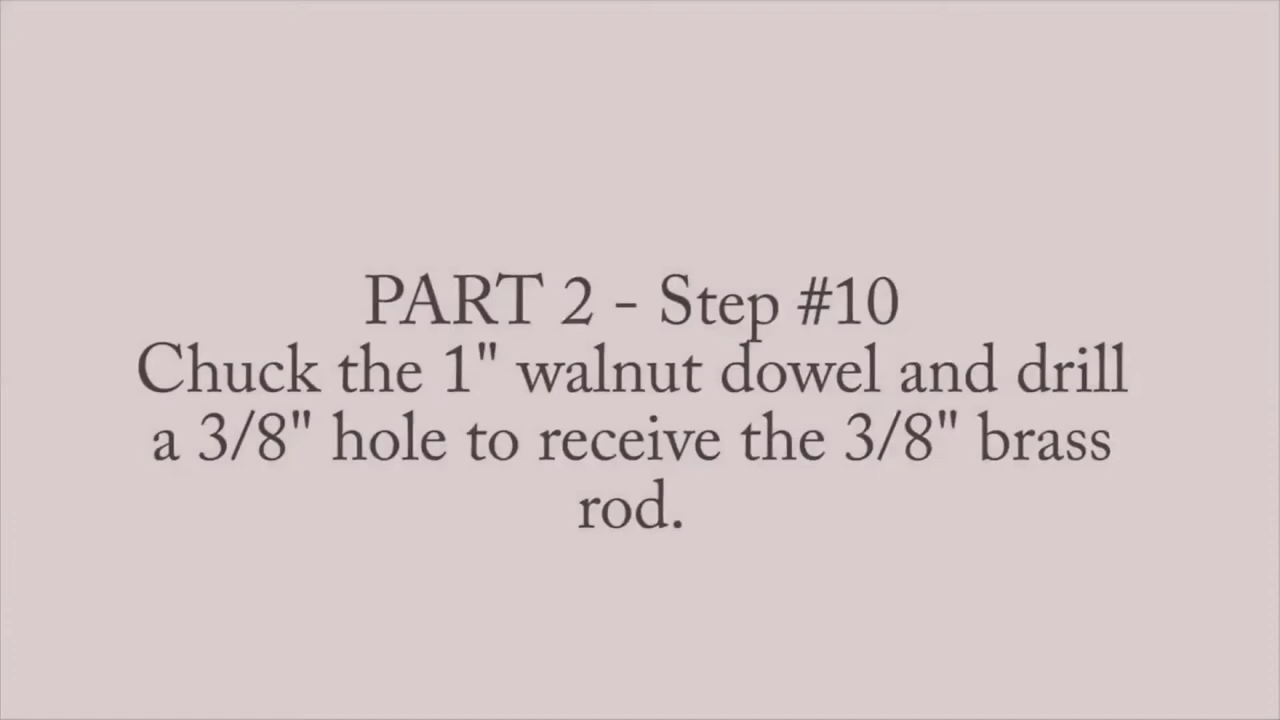 PART 2 - Step #10
Chuck the 1" walnut dowel and drill
a 3/8" hole to receive the 3/8" brass
rod.